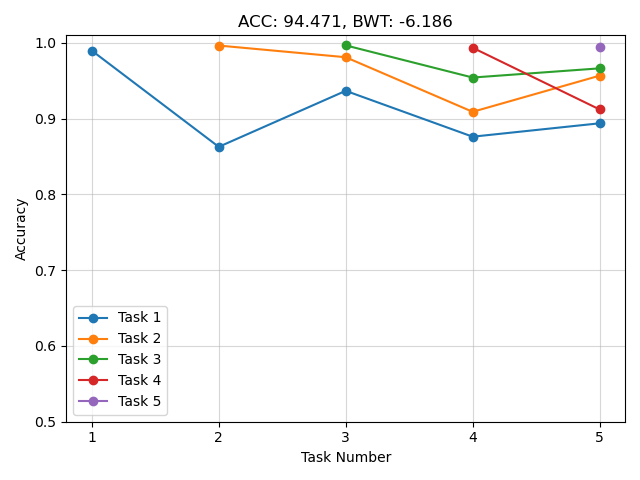 ACC: 94.471, BWT: -6.186
Accuracy
1.0
0.9
0.8
0.7
0.6
0.5
Task 1
Task 2
Task 3
Task 4
Task 5
1 2 3 4 5
Task Number